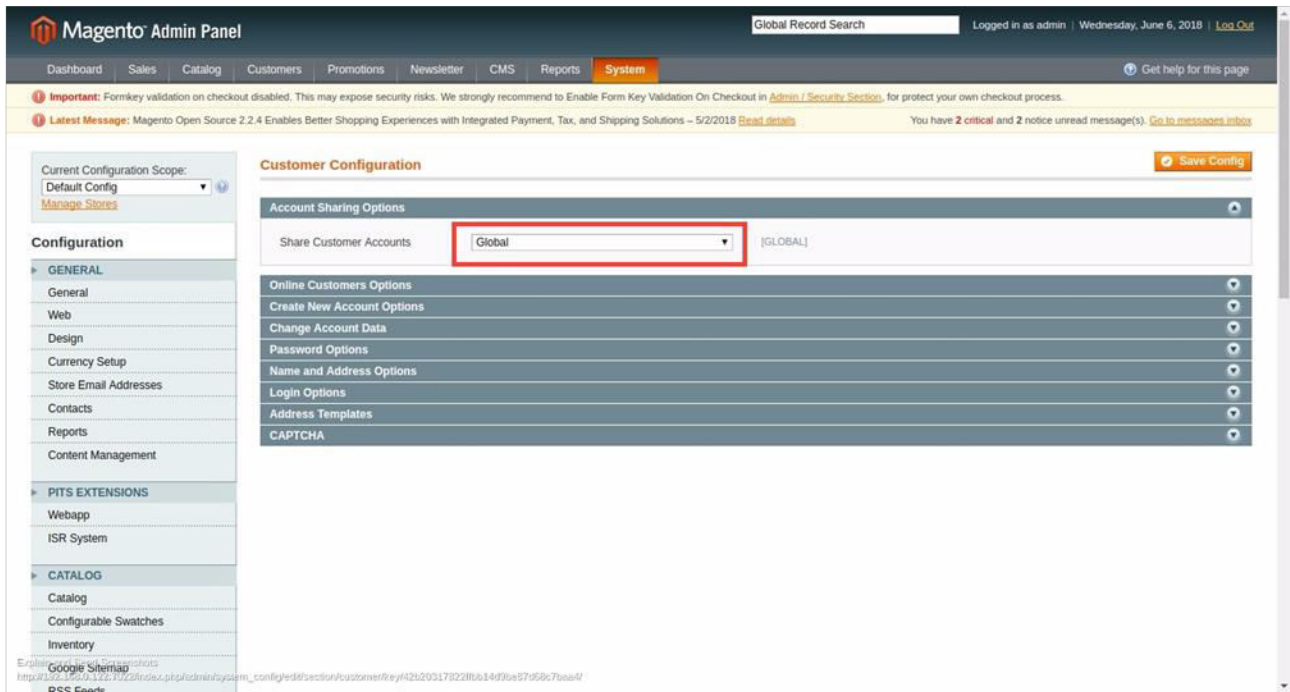 Magento Admin Panel
Global Record Search
Logged in as admin | Wednesday, June 6, 2018 | Log Out
Dashboard Sales Catalog Customers Promotions Newsletter CMS Reports System
Get help for this page
Important: Formkey validation on checkout disabled. This may expose security risks. We strongly recommend to Enable Form Key Validation On Checkout in Admin / Security Section, for protect your own checkout process.
Latest Message: Magento Open Source 2.2.4 Enables Better Shopping Experiences with Integrated Payment, Tax, and Shipping Solutions – 5/2/2018 Read details
You have 2 critical and 2 notice unread message(s). Go to messages inbox
Current Configuration Scope:
Default Config
Manage Stores
Configuration
GENERAL
General
Web
Design
Currency Setup
Store Email Addresses
Contacts
Reports
Content Management
PITS EXTENSIONS
Webapp
ISR System
CATALOG
Catalog
Configurable Swatches
Inventory
Google Sitemap
RSS Feeds
Customer Configuration
Save Config
Account Sharing Options
Share Customer Accounts
Global
[GLOBAL]
Online Customers Options
Create New Account Options
Change Account Data
Password Options
Name and Address Options
Login Options
Address Templates
CAPTCHA
Explain and Send Screenshots